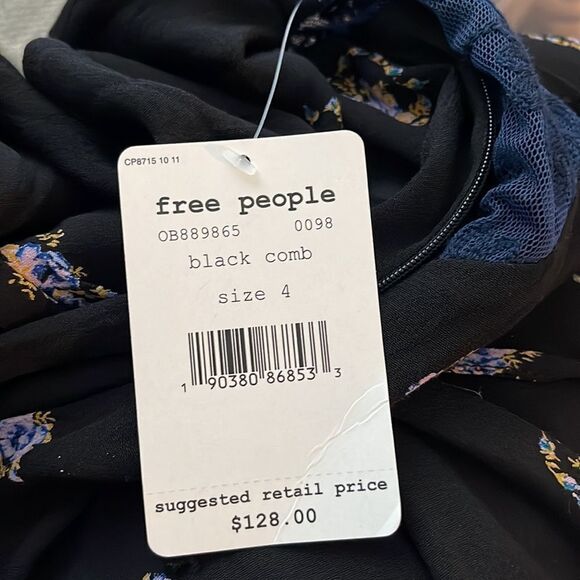 CP8715 10 11
free people
OB889865 0098
black comb
size 4
1 90380 86853 3
suggested retail price
$128.00